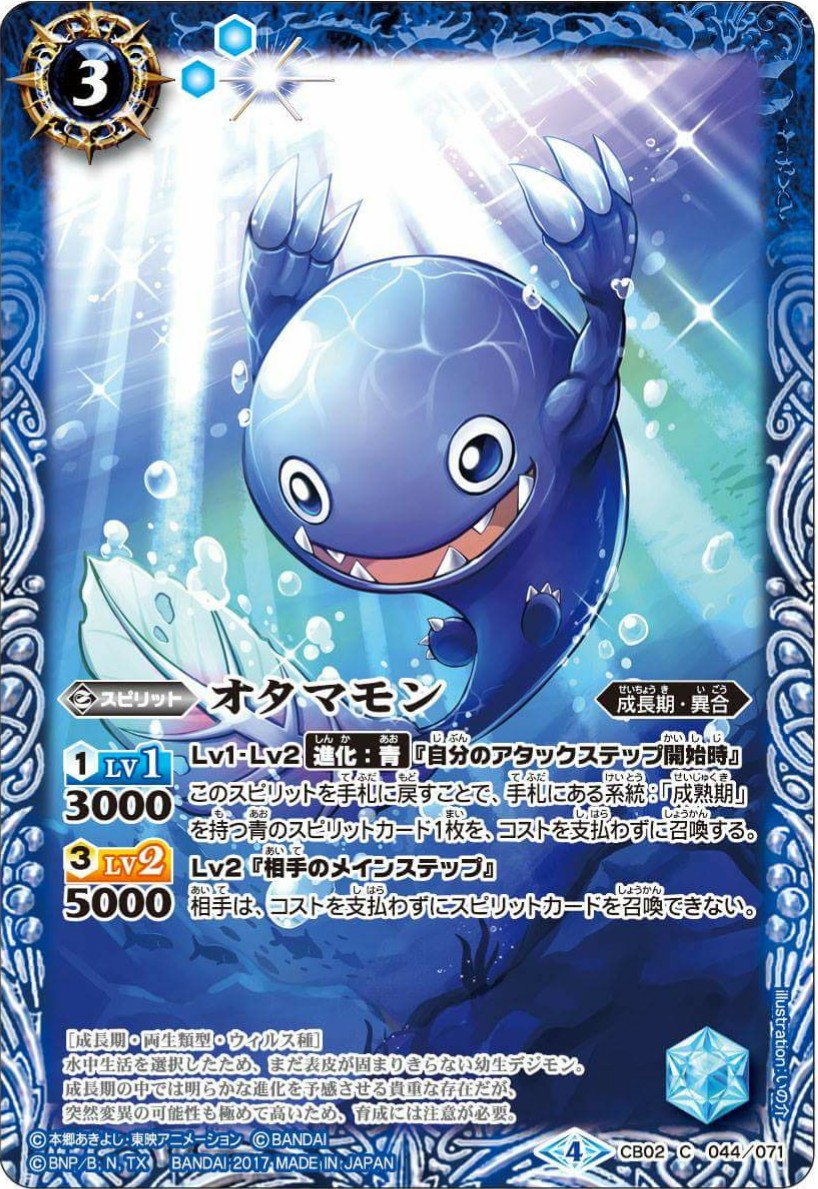 3
スピリット オタマモン 成長期・異合
1 LV1
3000
Lv1・Lv2 進化：青 『自分のアタックステップ開始時』
このスピリットを手札に戻すことで、手札にある系統：「成熟期」
を持つ青のスピリットカード1枚を、コストを支払わずに召喚する。
3 LV2
5000
Lv2『相手のメインステップ』
相手は、コストを支払わずにスピリットカードを召喚できない。
[成長期・両生類型・ウィルス種]
水中生活を選択したため、まだ表皮が固まりきらない幼生デジモン。
成長期の中では明らかな進化を予感させる貴重な存在だが、
突然変異の可能性も極めて高いため、育成には注意が必要。
illustration：しの介
©本郷あきよし・東映アニメーション ©BANDAI
©BNP/B, N, TX BANDAI 2017 MADE IN JAPAN
4 CB02 C 044/071